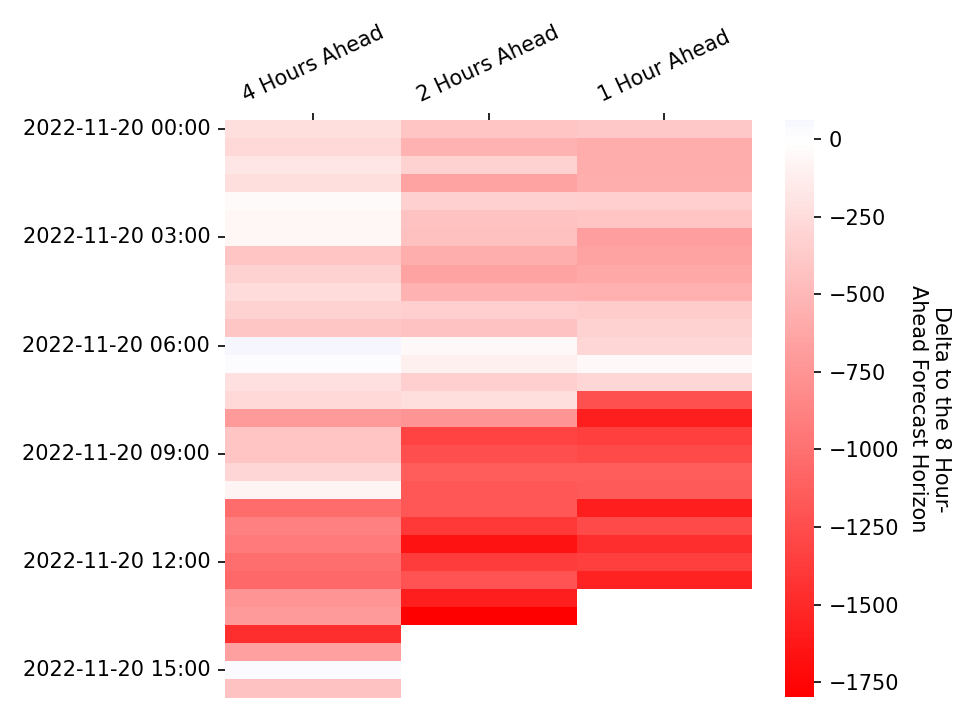 4 Hours Ahead
2 Hours Ahead
1 Hour Ahead
2022-11-20 00:00
2022-11-20 03:00
2022-11-20 06:00
2022-11-20 09:00
2022-11-20 12:00
2022-11-20 15:00
0
−250
−500
−750
−1000
−1250
−1500
−1750
Delta to the 8 Hour-
Ahead Forecast Horizon